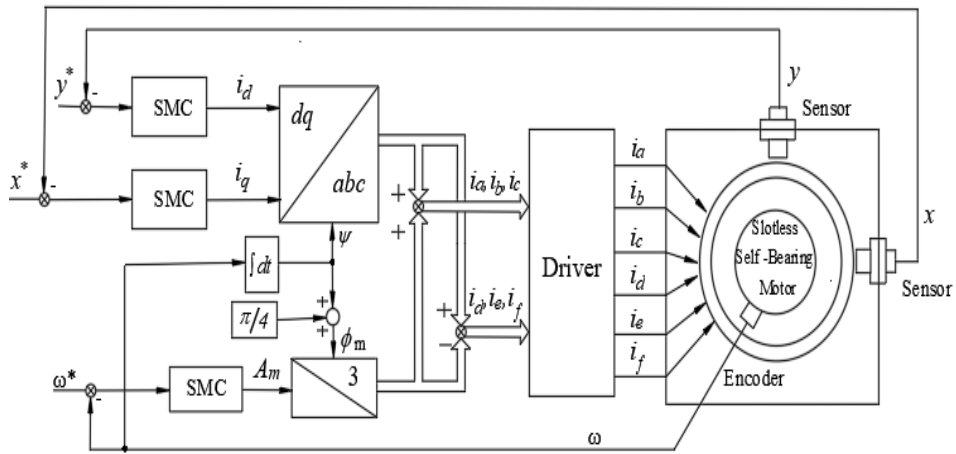 y*
-
SMC
i_d
dq
abc
x*
-
SMC
i_q
ψ
∫dt
π/4
+
+
ϕ_m
ω*
-
SMC
A_m
3
+
+
i_a, i_b, i_c
+
−
i_d, i_e, i_f
Driver
i_a
i_b
i_c
i_d
i_e
i_f
y
Sensor
Slotless
Self-Bearing
Motor
x
Sensor
Encoder
ω